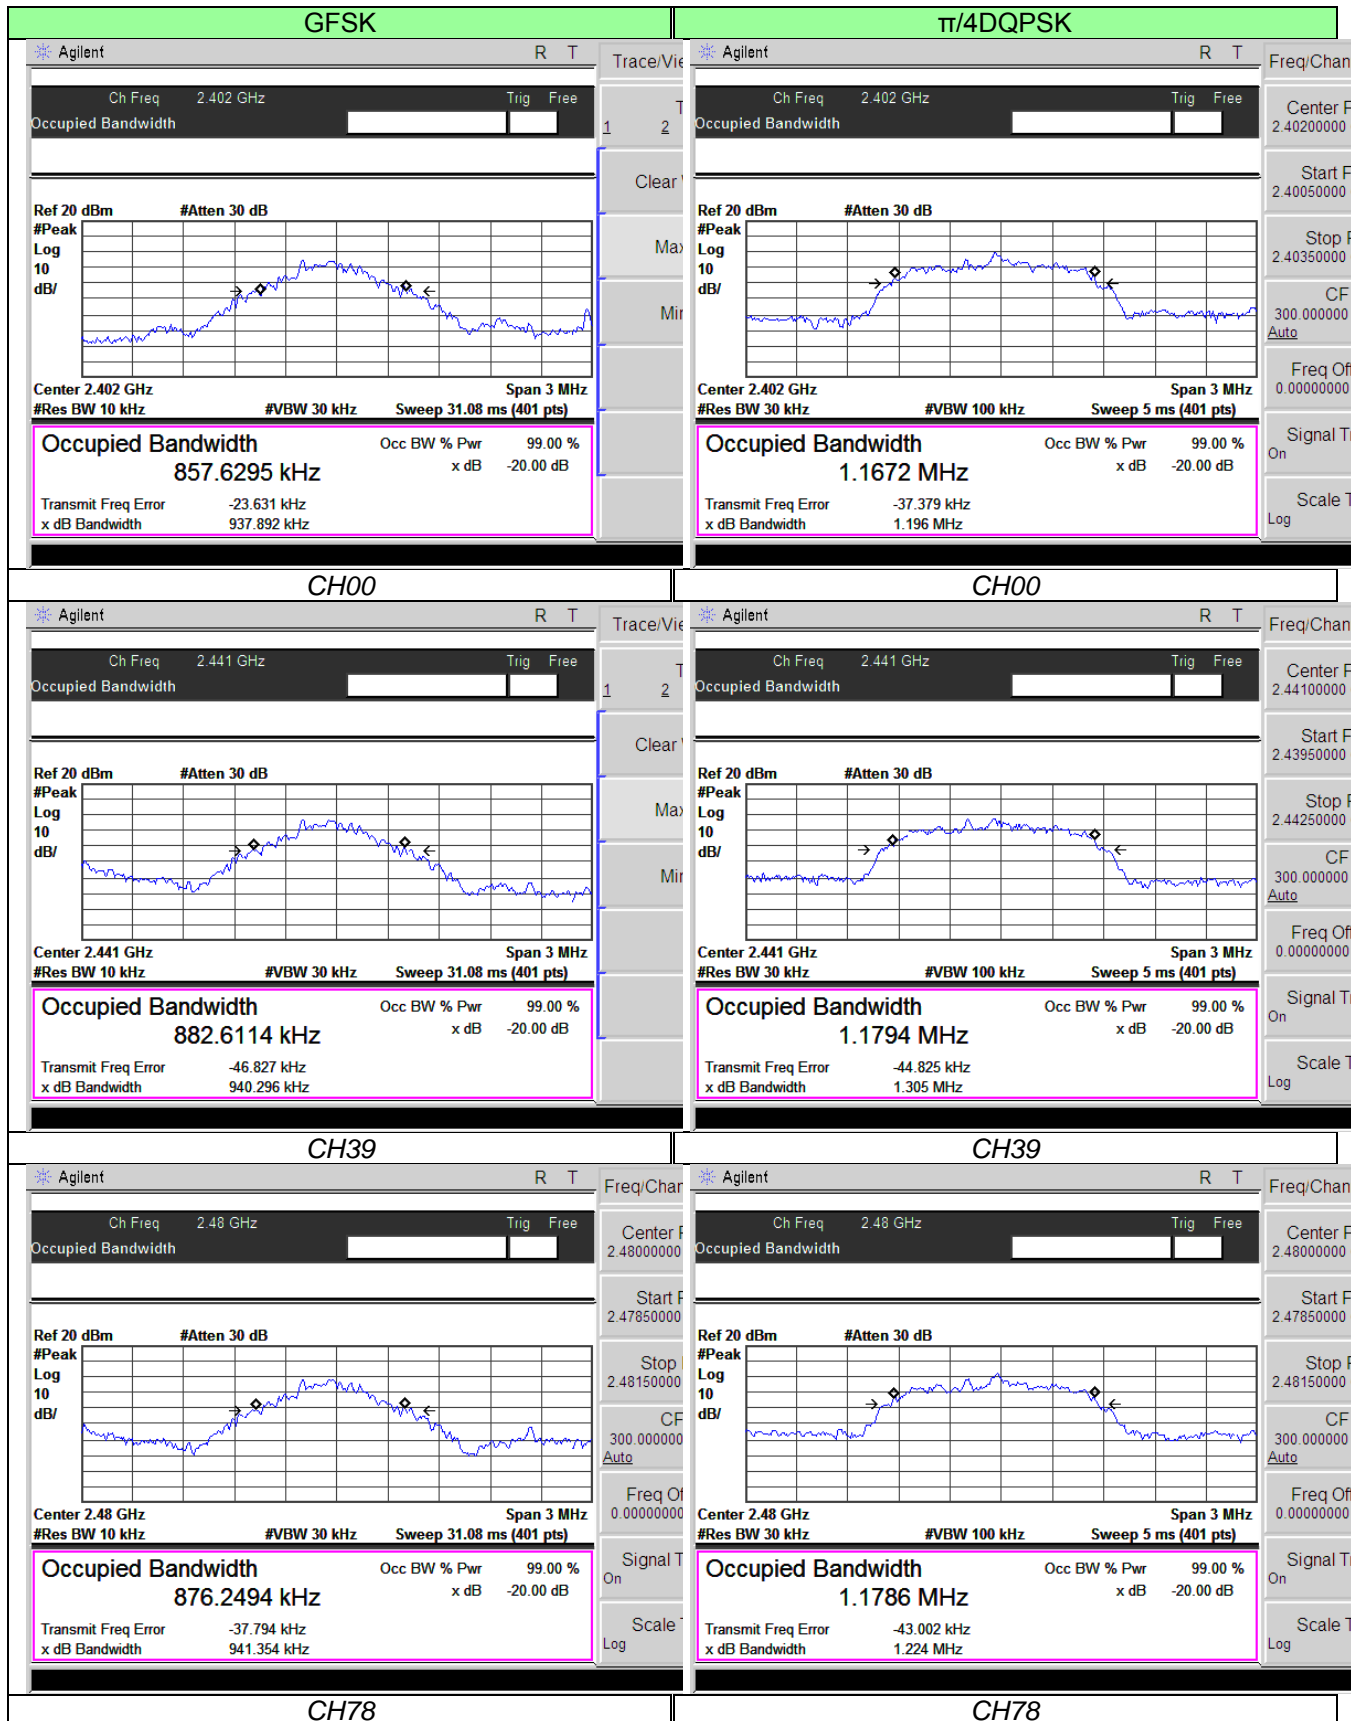 GFSK
π/4DQPSK
Agilent R T
Trace/Vie
Ch Freq 2.402 GHz Trig Free
Occupied Bandwidth
1 2
Clear
Ref 20 dBm #Atten 30 dB
#Peak
Log
10
dB/
Center 2.402 GHz Span 3 MHz
#Res BW 10 kHz #VBW 30 kHz Sweep 31.08 ms (401 pts)
Occupied Bandwidth Occ BW % Pwr 99.00 %
857.6295 kHz x dB -20.00 dB
Transmit Freq Error -23.631 kHz
x dB Bandwidth 937.892 kHz
Agilent R T
Freq/Chan
Ch Freq 2.402 GHz Trig Free
Occupied Bandwidth
Center F
2.40200000
Start F
2.40050000
Stop F
2.40350000
CF
300.000000
Auto
Freq Off
0.00000000
Signal Tr
On
Scale T
Log
Ref 20 dBm #Atten 30 dB
#Peak
Log
10
dB/
Center 2.402 GHz Span 3 MHz
#Res BW 30 kHz #VBW 100 kHz Sweep 5 ms (401 pts)
Occupied Bandwidth Occ BW % Pwr 99.00 %
1.1672 MHz x dB -20.00 dB
Transmit Freq Error -37.379 kHz
x dB Bandwidth 1.196 MHz
CH00
CH00
Agilent R T
Trace/Vie
Ch Freq 2.441 GHz Trig Free
Occupied Bandwidth
1 2
Clear
Ref 20 dBm #Atten 30 dB
#Peak
Log
10
dB/
Center 2.441 GHz Span 3 MHz
#Res BW 10 kHz #VBW 30 kHz Sweep 31.08 ms (401 pts)
Occupied Bandwidth Occ BW % Pwr 99.00 %
882.6114 kHz x dB -20.00 dB
Transmit Freq Error -46.827 kHz
x dB Bandwidth 940.296 kHz
Agilent R T
Freq/Chan
Ch Freq 2.441 GHz Trig Free
Occupied Bandwidth
Center F
2.44100000
Start F
2.43950000
Stop F
2.44250000
CF
300.000000
Auto
Freq Off
0.00000000
Signal Tr
On
Scale T
Log
Ref 20 dBm #Atten 30 dB
#Peak
Log
10
dB/
Center 2.441 GHz Span 3 MHz
#Res BW 30 kHz #VBW 100 kHz Sweep 5 ms (401 pts)
Occupied Bandwidth Occ BW % Pwr 99.00 %
1.1794 MHz x dB -20.00 dB
Transmit Freq Error -44.825 kHz
x dB Bandwidth 1.305 MHz
CH39
CH39
Agilent R T
Freq/Char
Ch Freq 2.48 GHz Trig Free
Occupied Bandwidth
Center F
2.48000000
Start F
2.47850000
Stop
2.48150000
CF
300.000000
Auto
Freq Of
0.00000000
Signal T
On
Scale
Log
Ref 20 dBm #Atten 30 dB
#Peak
Log
10
dB/
Center 2.48 GHz Span 3 MHz
#Res BW 10 kHz #VBW 30 kHz Sweep 31.08 ms (401 pts)
Occupied Bandwidth Occ BW % Pwr 99.00 %
876.2494 kHz x dB -20.00 dB
Transmit Freq Error -37.794 kHz
x dB Bandwidth 941.354 kHz
Agilent R T
Freq/Chan
Ch Freq 2.48 GHz Trig Free
Occupied Bandwidth
Center F
2.48000000
Start F
2.47850000
Stop F
2.48150000
CF
300.000000
Auto
Freq Off
0.00000000
Signal Tr
On
Scale T
Log
Ref 20 dBm #Atten 30 dB
#Peak
Log
10
dB/
Center 2.48 GHz Span 3 MHz
#Res BW 30 kHz #VBW 100 kHz Sweep 5 ms (401 pts)
Occupied Bandwidth Occ BW % Pwr 99.00 %
1.1786 MHz x dB -20.00 dB
Transmit Freq Error -43.002 kHz
x dB Bandwidth 1.224 MHz
CH78
CH78